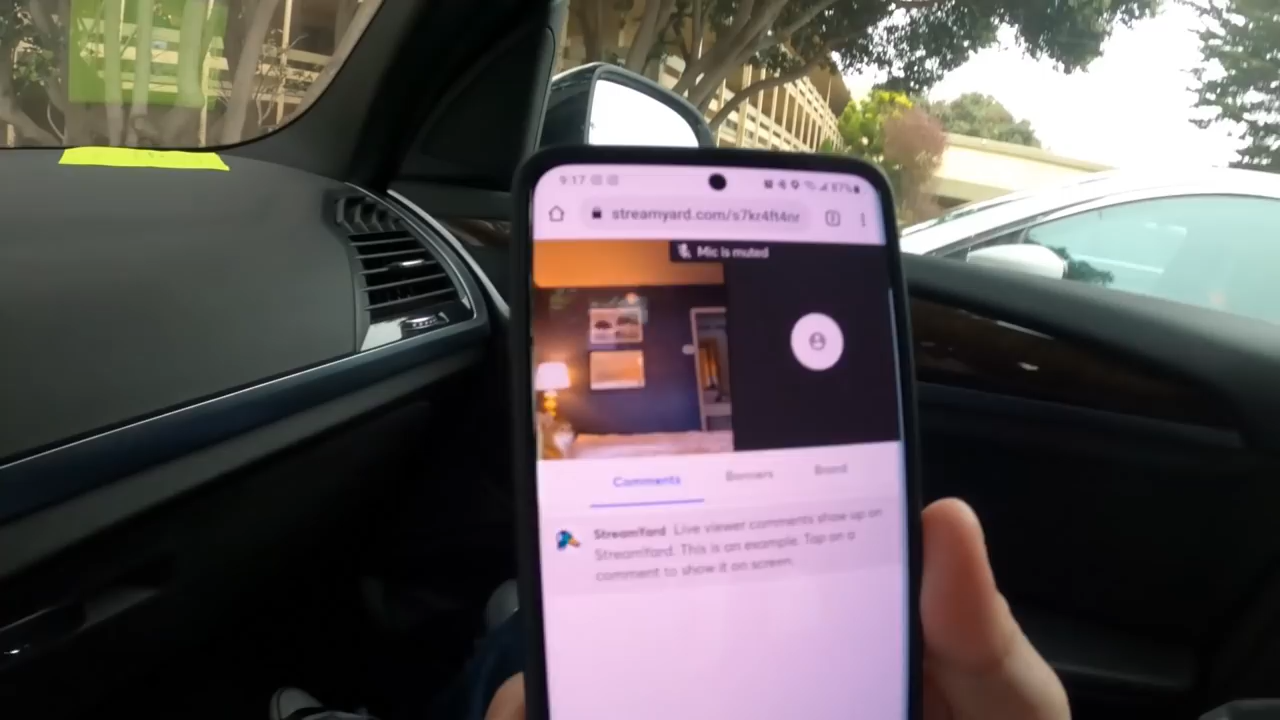 9:17
87%
streamyard.com/s7kr4ft4nr
Mic is muted
Comments Banners Brand
StreamYard Live viewer comments show up on
StreamYard. This is an example. Tap on a
comment to show it on screen.